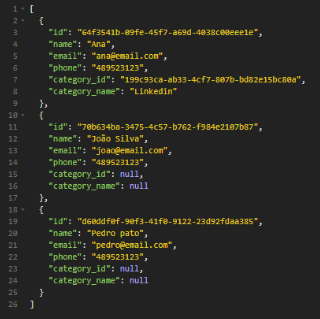 1 [
2 {
3 "id": "64f3541b-09fe-45f7-a69d-4038c00eee1e",
4 "name": "Ana",
5 "email": "ana@email.com",
6 "phone": "489523123",
7 "category_id": "199c93ca-ab33-4cf7-807b-bd82e15bc80a",
8 "category_name": "Linkedin"
9 },
10 {
11 "id": "70b634ba-3475-4c57-b762-f984e2107b87",
12 "name": "João Silva",
13 "email": "joao@email.com",
14 "phone": "489523123",
15 "category_id": null,
16 "category_name": null
17 },
18 {
19 "id": "d60ddf0f-90f3-41f0-9122-23d92fdaa385",
20 "name": "Pedro pato",
21 "email": "pedro@email.com",
22 "phone": "489523123",
23 "category_id": null,
24 "category_name": null
25 }
26 ]